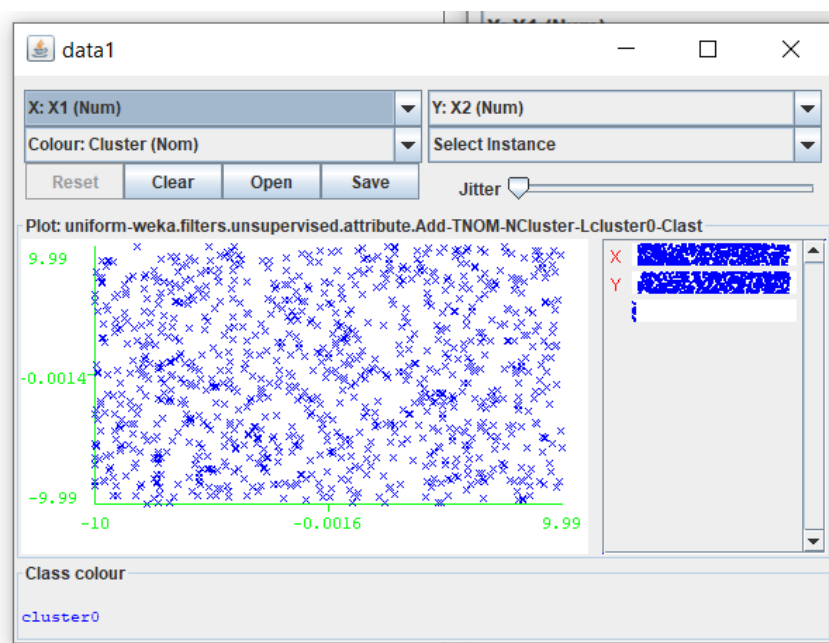 X: X1 (Num)
data1
X: X1 (Num)
Y: X2 (Num)
Colour: Cluster (Nom)
Select Instance
Reset
Clear
Open
Save
Jitter
Plot: uniform-weka.filters.unsupervised.attribute.Add-TNOM-NCluster-Lcluster0-Clast
9.99
-0.0014
-9.99
-10
-0.0016
9.99
X
Y
Class colour
cluster0